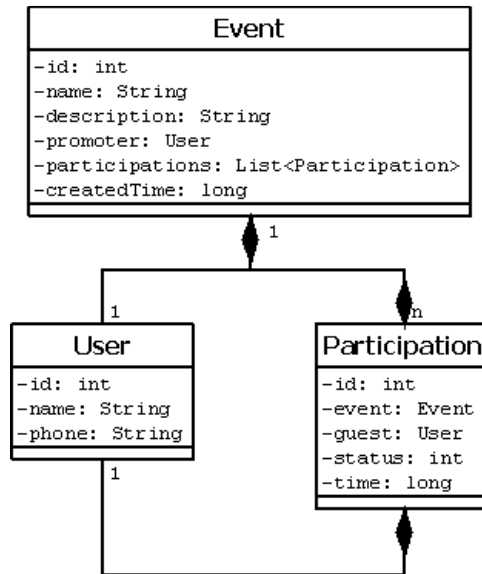 Event
-id: int
-name: String
-description: String
-promoter: User
-participations: List<Participation>
-createdTime: long
1
1
n
User
-id: int
-name: String
-phone: String
1
Participation
-id: int
-event: Event
-guest: User
-status: int
-time: long